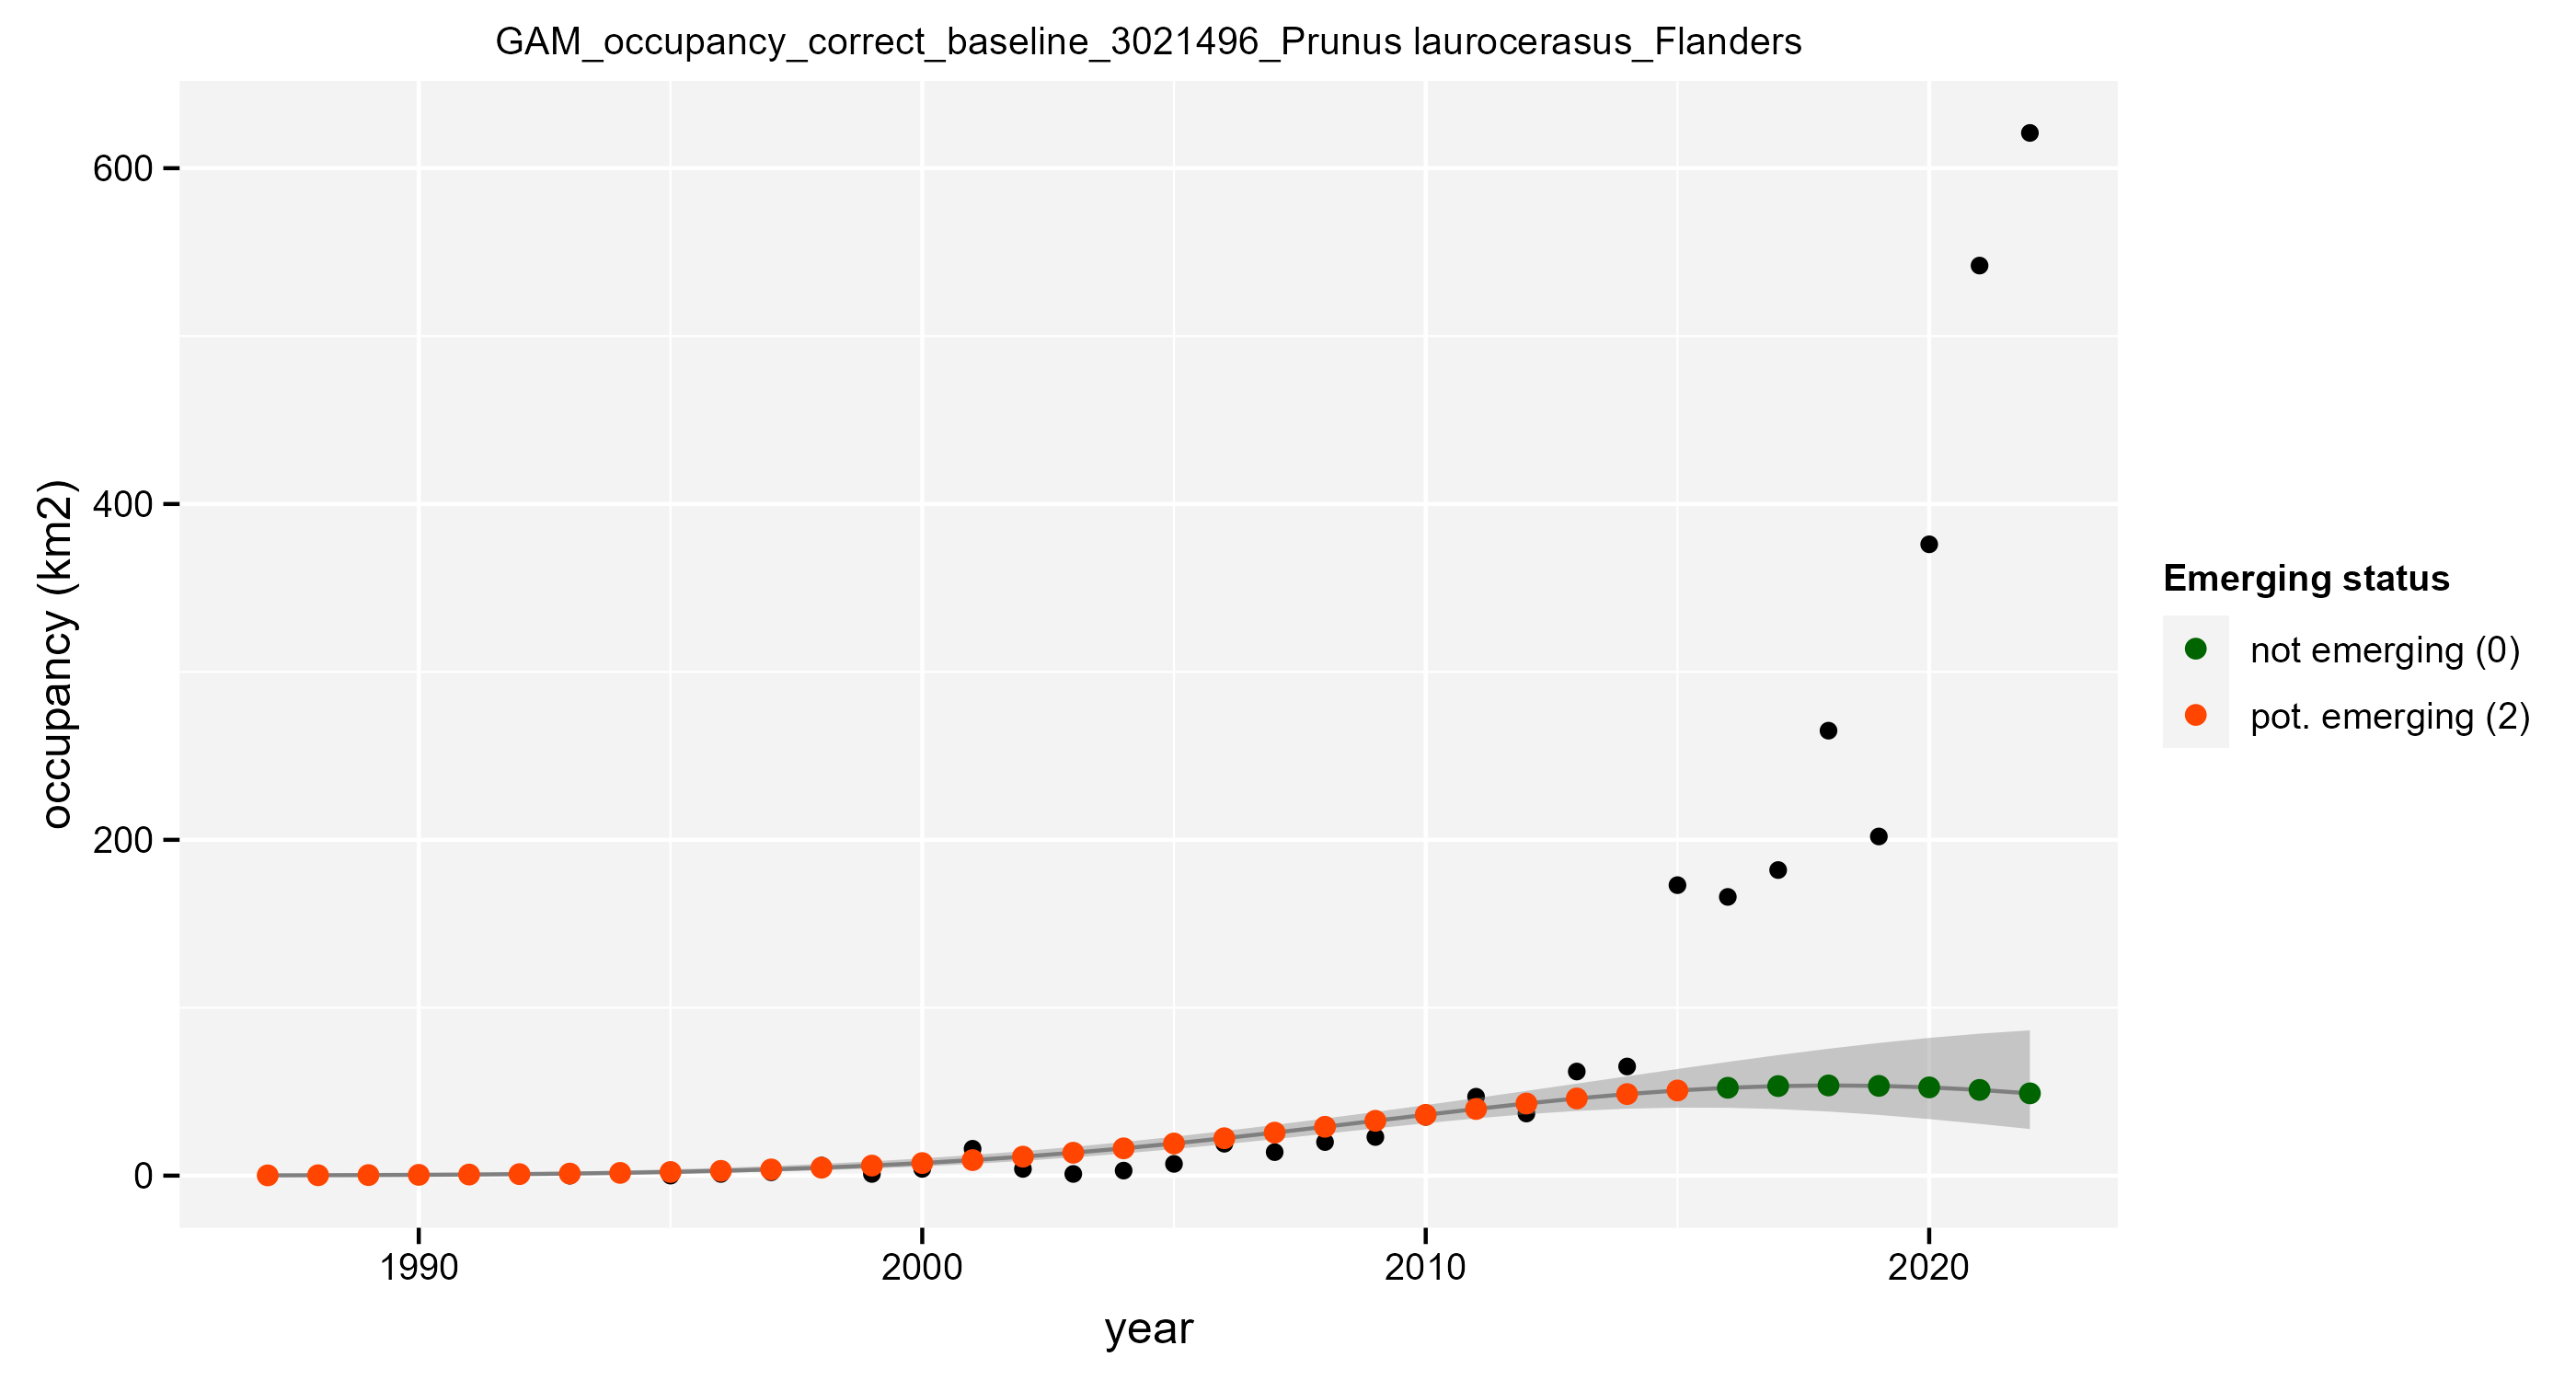 GAM_occupancy_correct_baseline_3021496_Prunus laurocerasus_Flanders
occupancy (km2)
600
400
200
0
1990
2000
2010
2020
year
Emerging status
not emerging (0)
pot. emerging (2)